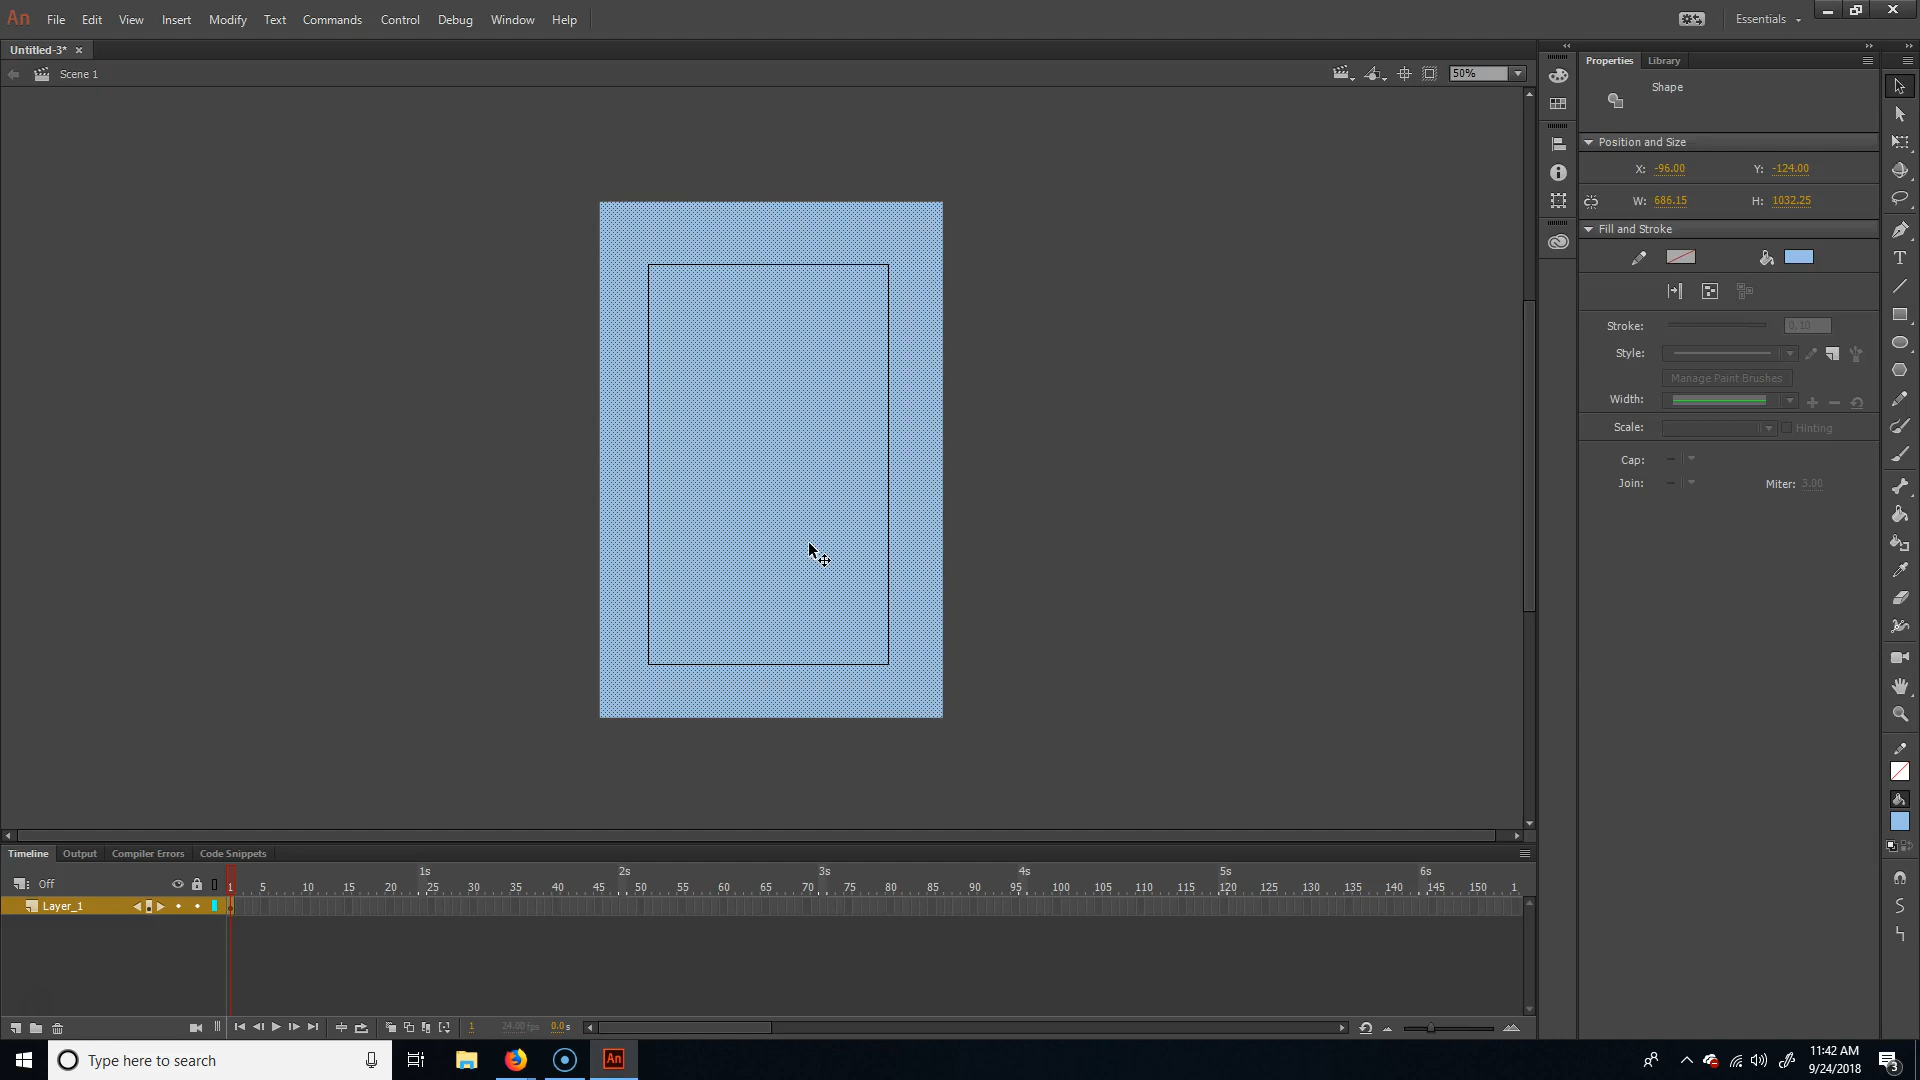 An File Edit View Insert Modify Text Commands Control Debug Window Help Essentials
Untitled-3*
Scene 1
50%
Properties Library
Shape
Position and Size
X: -96.00 Y: -124.00
W: 686.15 H: 1032.25
Fill and Stroke
Stroke: 0.10
Style:
Manage Paint Brushes
Width:
Scale: Hinting
Cap:
Join: Miter: 3.00
Timeline Output Compiler Errors Code Snippets
1s 2s 3s 4s 5s 6s
Off 1 5 10 15 20 25 30 35 40 45 50 55 60 65 70 75 80 85 90 95 100 105 110 115 120 125 130 135 140 145 150 1
Layer_1
1 24.00 fps 0.0 s
Type here to search
An
11:42 AM
9/24/2018
3